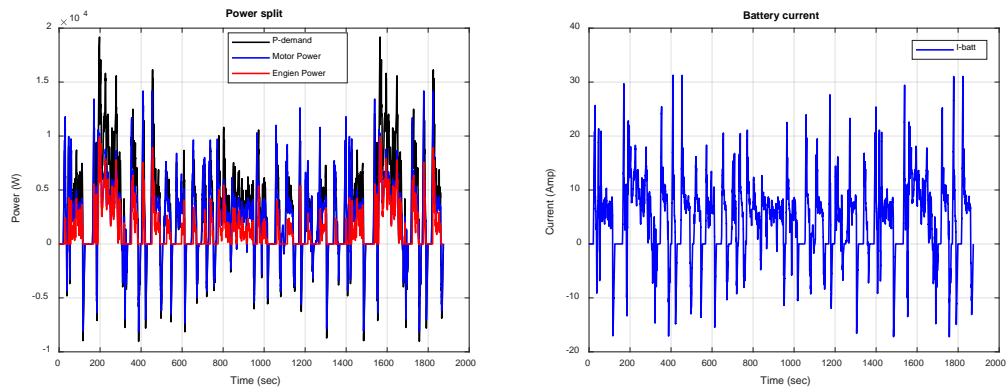 Power split
× 10 4
2
1.5
1
0.5
0
-0.5
-1
Power (W)
P-demand
Motor Power
Engien Power
0 200 400 600 800 1000 1200 1400 1600 1800 2000
Time (sec)
Battery current
40
30
20
10
0
-10
-20
Current (Amp)
I-batt
0 200 400 600 800 1000 1200 1400 1600 1800 2000
Time (sec)